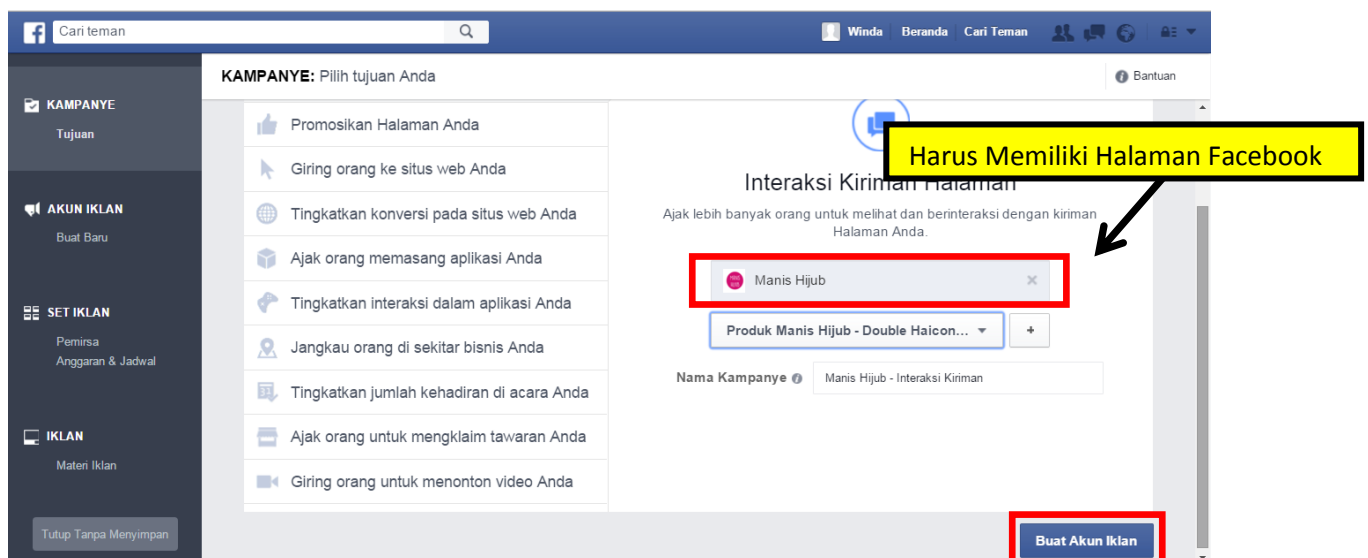 Cari teman
Winda Beranda Cari Teman
KAMPANYE: Pilih tujuan Anda
Bantuan
KAMPANYE
Tujuan
AKUN IKLAN
Buat Baru
SET IKLAN
Pemirsa
Anggaran & Jadwal
IKLAN
Materi Iklan
Tutup Tanpa Menyimpan
Promosikan Halaman Anda
Giring orang ke situs web Anda
Tingkatkan konversi pada situs web Anda
Ajak orang memasang aplikasi Anda
Tingkatkan interaksi dalam aplikasi Anda
Jangkau orang di sekitar bisnis Anda
Tingkatkan jumlah kehadiran di acara Anda
Ajak orang untuk mengklaim tawaran Anda
Giring orang untuk menonton video Anda
Harus Memiliki Halaman Facebook
Interaksi Kiriman Halaman
Ajak lebih banyak orang untuk melihat dan berinteraksi dengan kiriman
Halaman Anda.
Manis Hijub
Produk Manis Hijub - Double Haicon...
+
Nama Kampanye
Manis Hijub - Interaksi Kiriman
Buat Akun Iklan